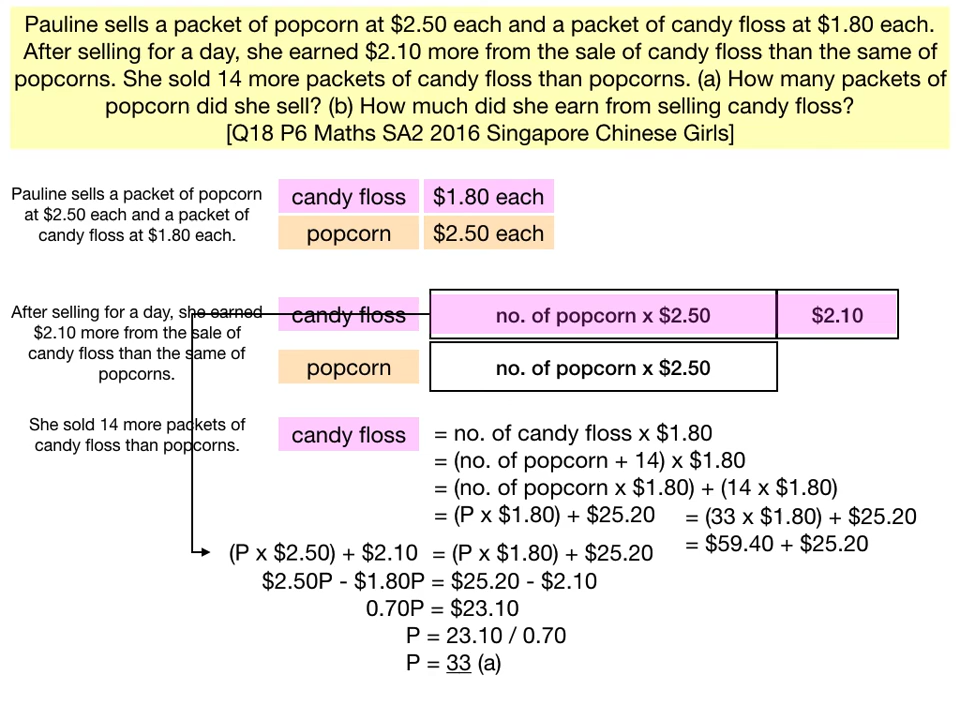 Pauline sells a packet of popcorn at $2.50 each and a packet of candy floss at $1.80 each.
After selling for a day, she earned $2.10 more from the sale of candy floss than the same of
popcorns. She sold 14 more packets of candy floss than popcorns. (a) How many packets of
popcorn did she sell? (b) How much did she earn from selling candy floss?
[Q18 P6 Maths SA2 2016 Singapore Chinese Girls]
Pauline sells a packet of popcorn
at $2.50 each and a packet of
candy floss at $1.80 each.
candy floss $1.80 each
popcorn $2.50 each
After selling for a day, she earned
$2.10 more from the sale of
candy floss than the same of
popcorns.
candy floss no. of popcorn x $2.50 $2.10
popcorn no. of popcorn x $2.50
She sold 14 more packets of
candy floss than popcorns.
candy floss = no. of candy floss x $1.80
= (no. of popcorn + 14) x $1.80
= (no. of popcorn x $1.80) + (14 x $1.80)
= (P x $1.80) + $25.20 = (33 x $1.80) + $25.20
= $59.40 + $25.20
(P x $2.50) + $2.10 = (P x $1.80) + $25.20
$2.50P - $1.80P = $25.20 - $2.10
0.70P = $23.10
P = 23.10 / 0.70
P = 33 (a)